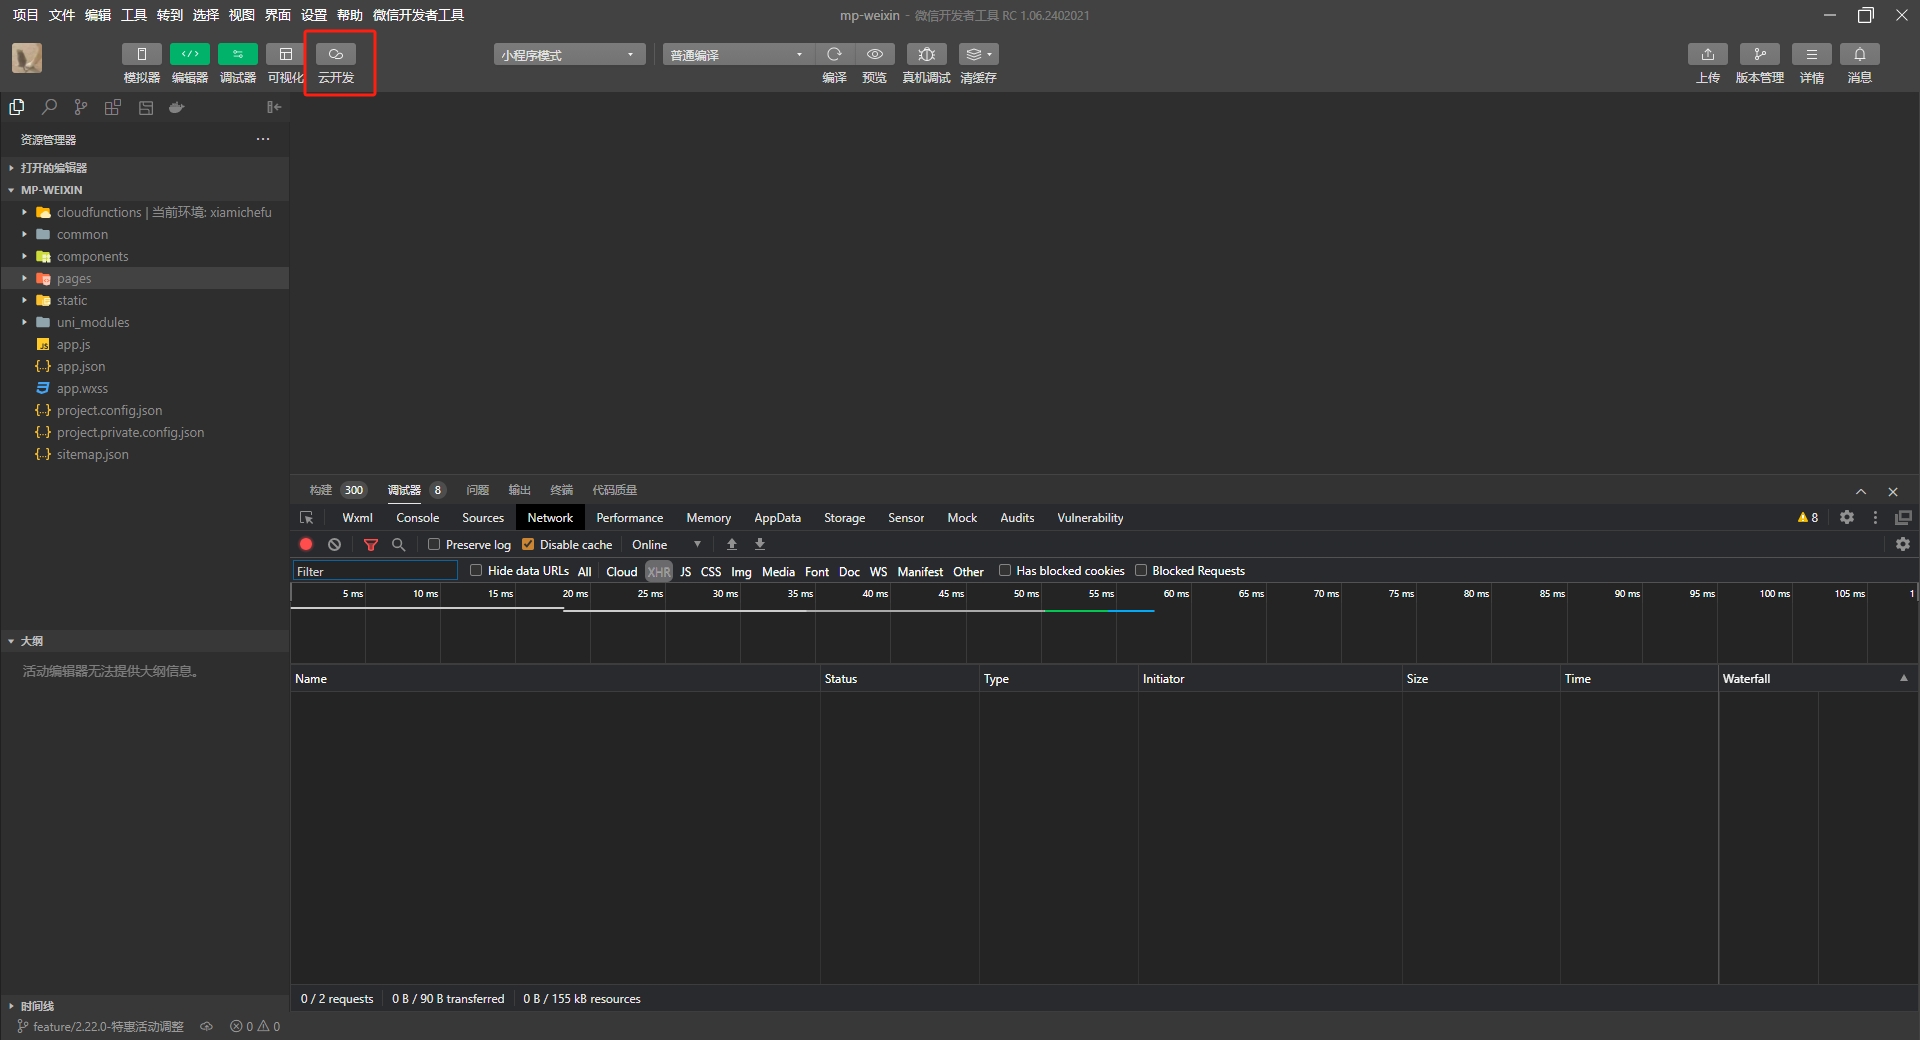 项目 文件 编辑 工具 转到 选择 视图 界面 设置 帮助 微信开发者工具
mp-weixin - 微信开发者工具 RC 1.06.2402021
模拟器 编辑器 调试器 可视化 云开发
小程序模式
普通编译
编译 预览 真机调试 清缓存
上传 版本管理 详情 消息
资源管理器
打开的编辑器
MP-WEIXIN
cloudfunctions | 当前环境: xiamichefu
common
components
pages
static
uni_modules
JS app.js
{..} app.json
app.wxss
{..} project.config.json
{..} project.private.config.json
{..} sitemap.json
大纲
活动编辑器无法提供大纲信息。
时间线
feature/2.22.0-特惠活动调整
0 0
构建 300 调试器 8 问题 输出 终端 代码质量
Wxml Console Sources Network Performance Memory AppData Storage Sensor Mock Audits Vulnerability
8
Preserve log Disable cache Online
Filter Hide data URLs All Cloud XHR JS CSS Img Media Font Doc WS Manifest Other Has blocked cookies Blocked Requests
5 ms 10 ms 15 ms 20 ms 25 ms 30 ms 35 ms 40 ms 45 ms 50 ms 55 ms 60 ms 65 ms 70 ms 75 ms 80 ms 85 ms 90 ms 95 ms 100 ms 105 ms 1
Name Status Type Initiator Size Time Waterfall
0 / 2 requests 0 B / 90 B transferred 0 B / 155 kB resources